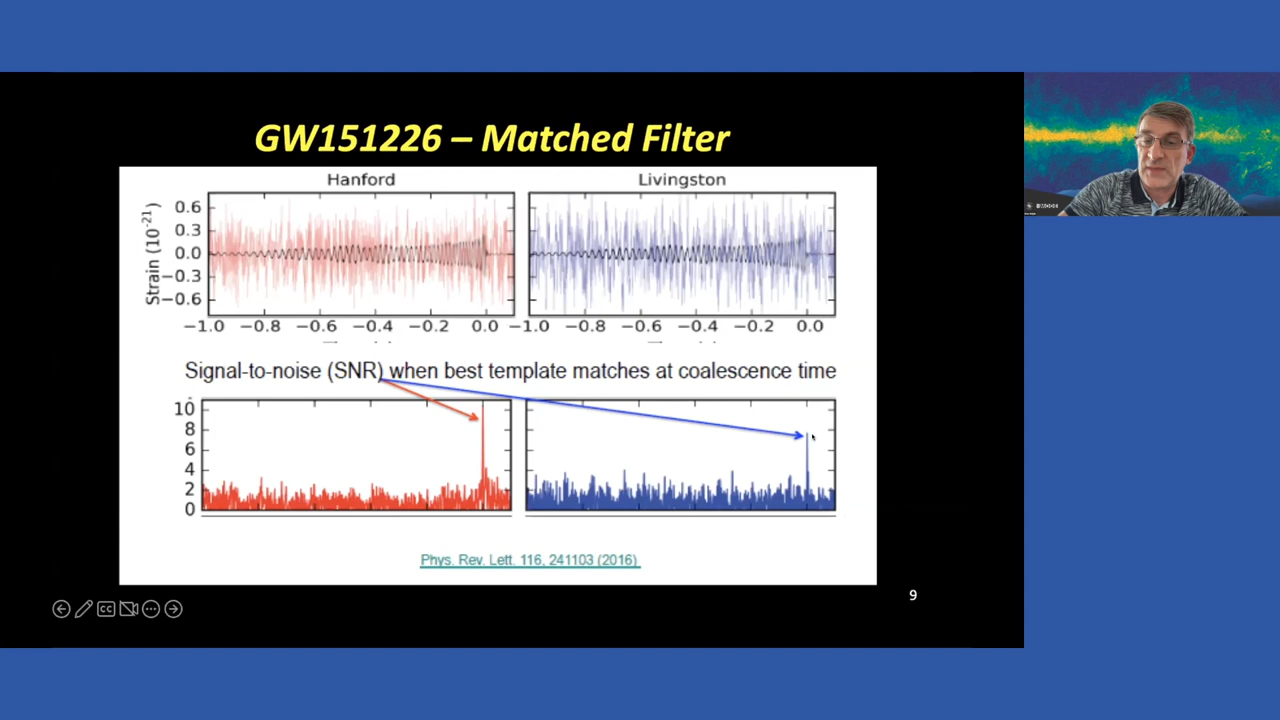 GW151226 – Matched Filter
Hanford
Livingston
Strain (10⁻²¹)
0.6
0.3
0.0
−0.3
−0.6
−1.0 −0.8 −0.6 −0.4 −0.2 0.0
−1.0 −0.8 −0.6 −0.4 −0.2 0.0
Signal-to-noise (SNR) when best template matches at coalescence time
10
8
6
4
2
0
Phys. Rev. Lett. 116, 241103 (2016)
9
CC